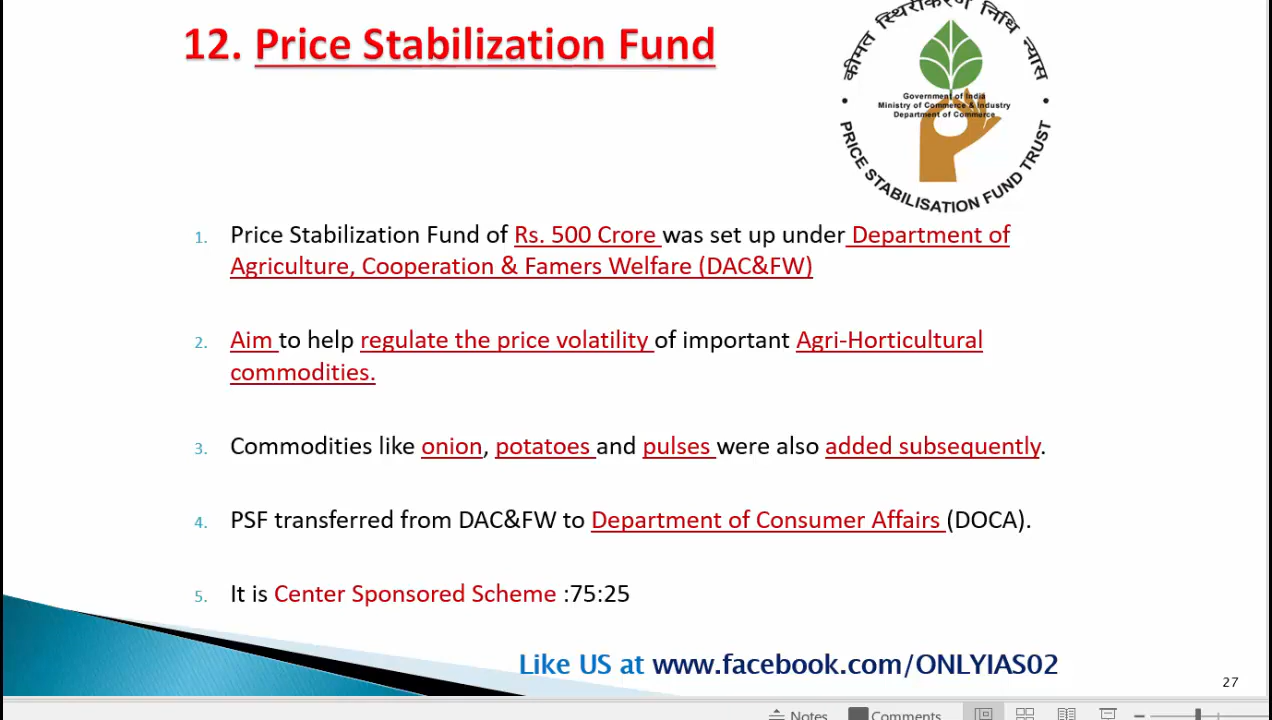 12. Price Stabilization Fund
कीमत स्थिरीकरण निधि न्यास
Government of India
Ministry of Commerce & Industry
Department of Commerce
PRICE STABILISATION FUND TRUST
1. Price Stabilization Fund of Rs. 500 Crore was set up under Department of
Agriculture, Cooperation & Famers Welfare (DAC&FW)
2. Aim to help regulate the price volatility of important Agri-Horticultural
commodities.
3. Commodities like onion, potatoes and pulses were also added subsequently.
4. PSF transferred from DAC&FW to Department of Consumer Affairs (DOCA).
5. It is Center Sponsored Scheme :75:25
Like US at www.facebook.com/ONLYIAS02
27
Notes Comments